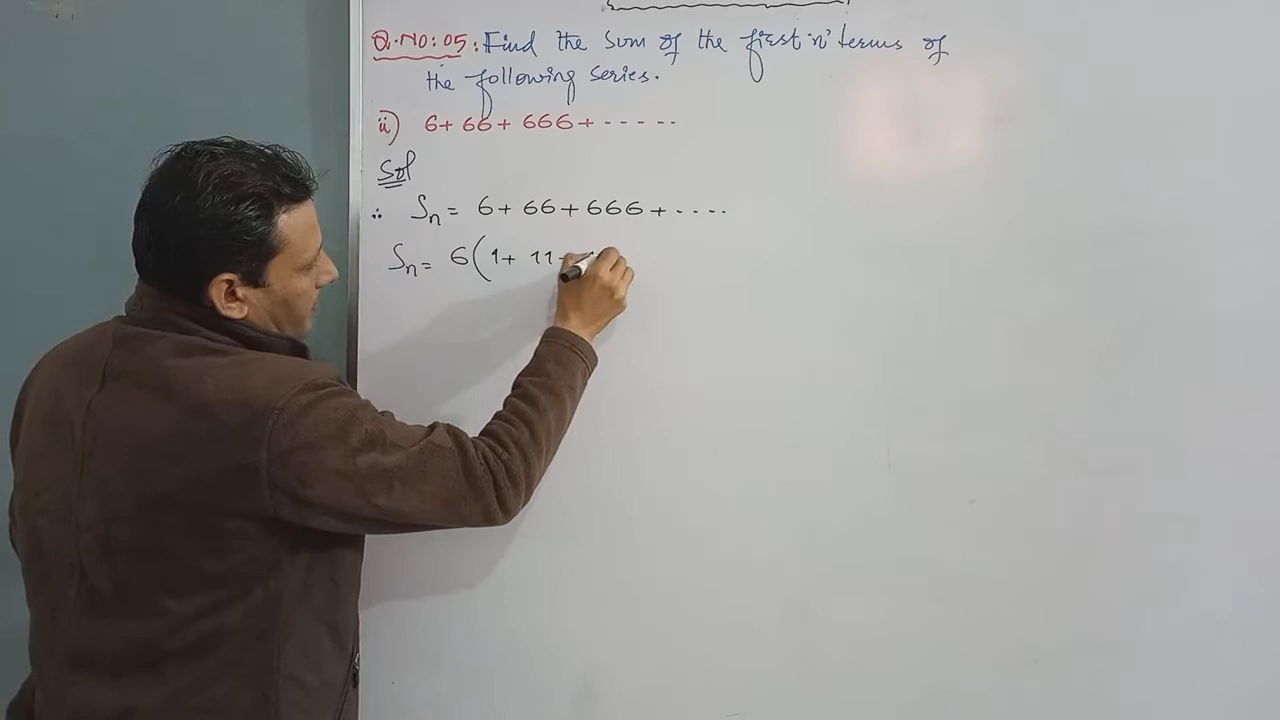 Q.NO:05: Find the sum of the first 'n' terms of
the following series.
ii) 6+ 66+ 666+-----
Sol
∴ Sn = 6+ 66+666+....
Sn = 6(1+ 11+